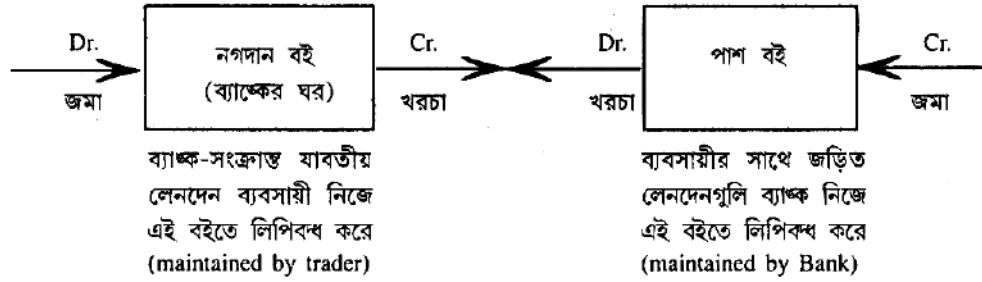 Dr. নগদান বই Cr. Dr. পাশ বই Cr.
জমা (ব্যাঙ্কের ঘর) খরচা খরচা জমা
ব্যাঙ্ক-সংক্রান্ত যাবতীয়
লেনদেন ব্যবসায়ী নিজে
এই বইতে লিপিবদ্ধ করে
(maintained by trader)
ব্যবসায়ীর সাথে জড়িত
লেনদেনগুলি ব্যাঙ্ক নিজে
এই বইতে লিপিবদ্ধ করে
(maintained by Bank)